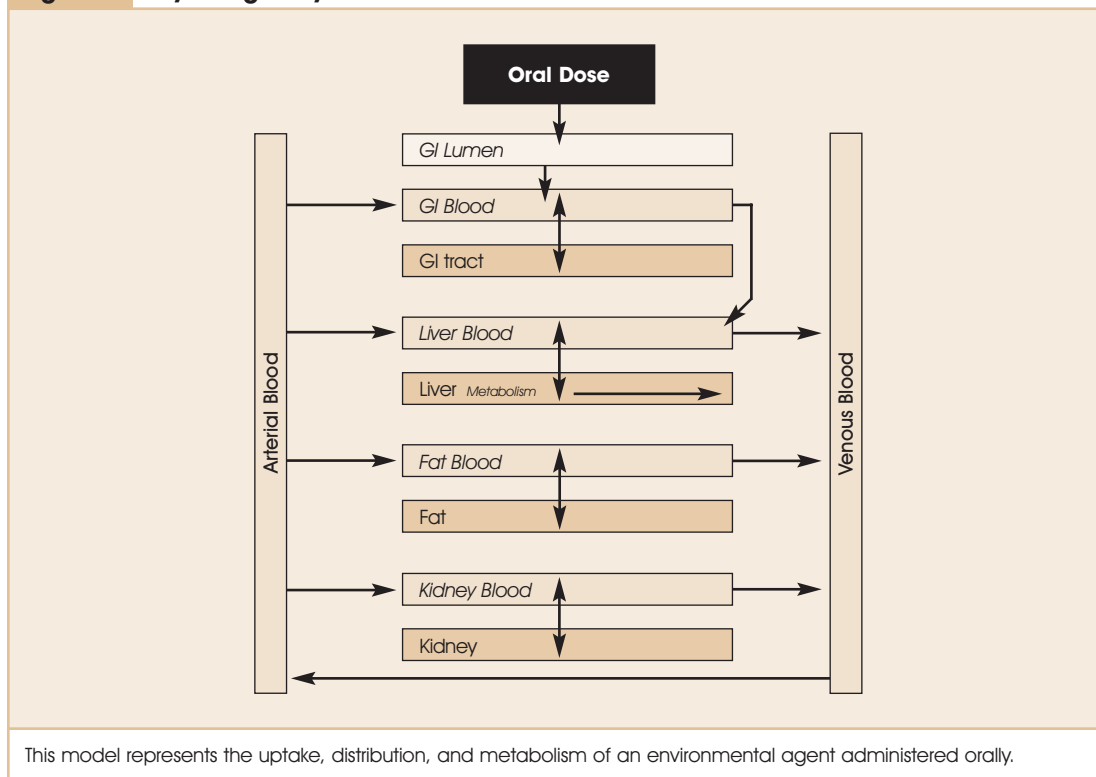 Oral Dose
GI Lumen
GI Blood
GI tract
Liver Blood
Liver Metabolism
Fat Blood
Fat
Kidney Blood
Kidney
Arterial Blood
Venous Blood
This model represents the uptake, distribution, and metabolism of an environmental agent administered orally.